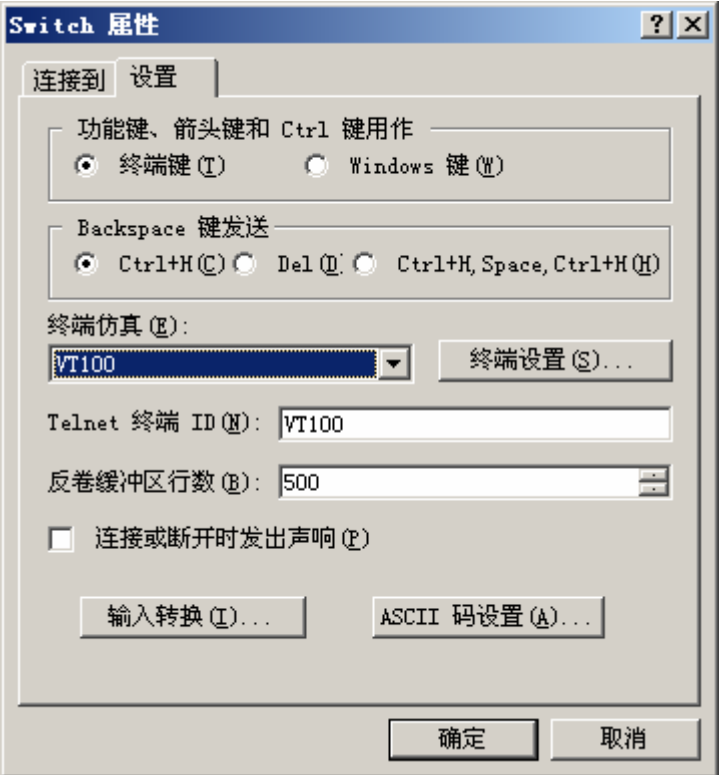 Switch 属性
连接到 设置
功能键、箭头键和 Ctrl 键用作
终端键(T) Windows 键(W)
Backspace 键发送
Ctrl+H(C) Del(D) Ctrl+H,Space,Ctrl+H(H)
终端仿真(E):
VT100 终端设置(S)...
Telnet 终端 ID(N): VT100
反卷缓冲区行数(B): 500
连接或断开时发出声响(P)
输入转换(I)... ASCII 码设置(A)...
确定 取消